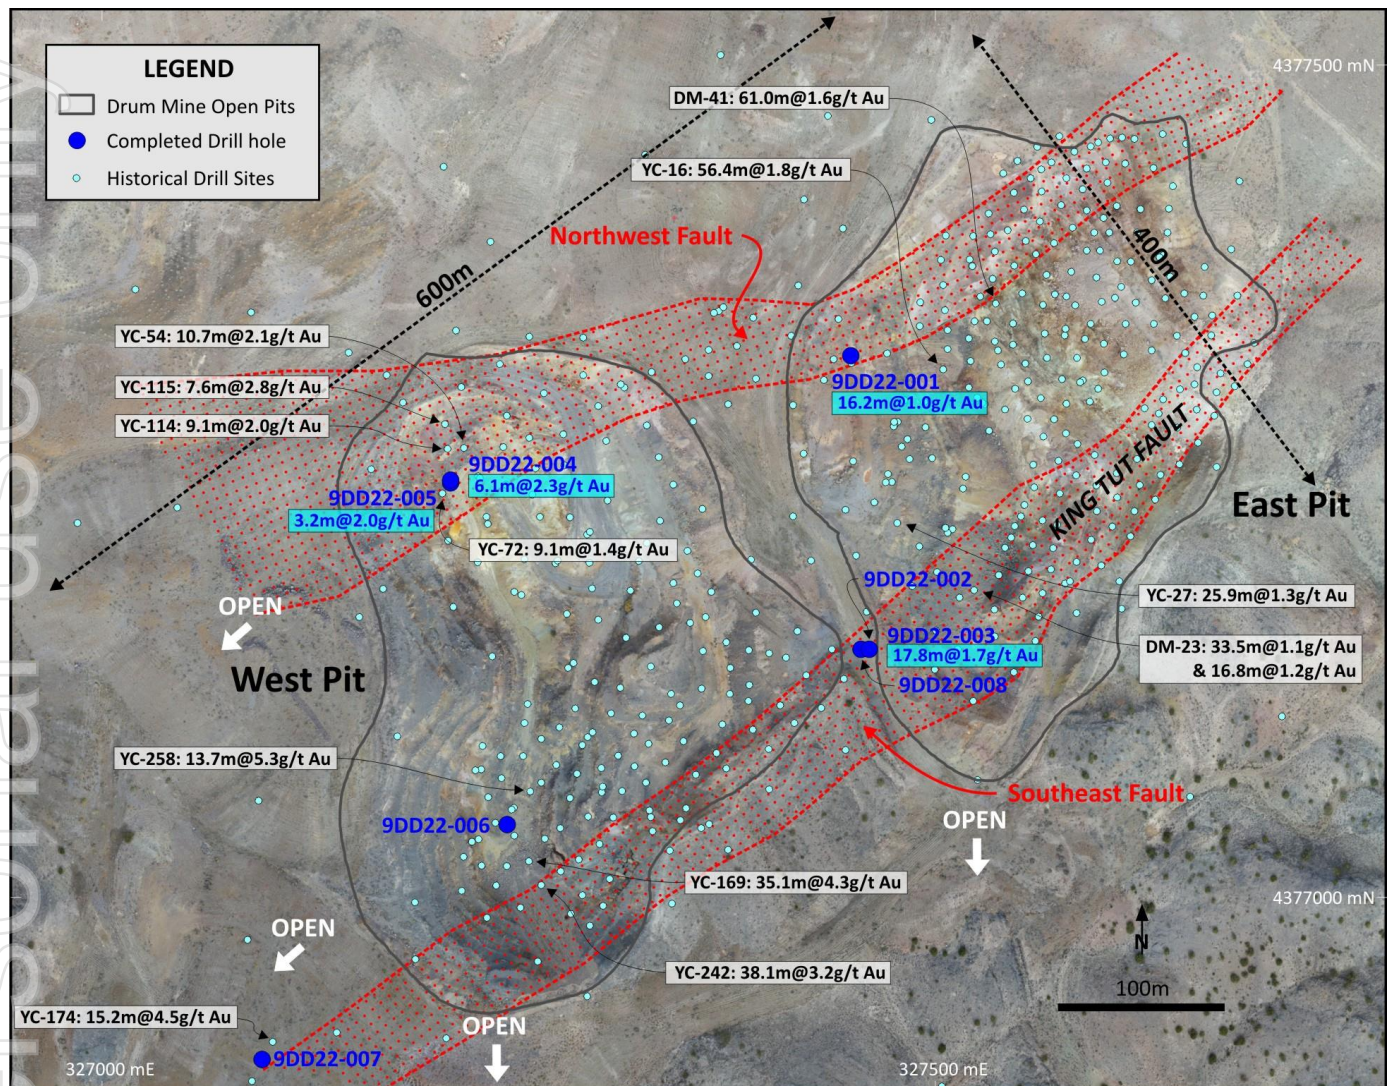 LEGEND
Drum Mine Open Pits
Completed Drill hole
Historical Drill Sites
4377500 mN
DM-41: 61.0m@1.6g/t Au
YC-16: 56.4m@1.8g/t Au
Northwest Fault
600m
400m
YC-54: 10.7m@2.1g/t Au
YC-115: 7.6m@2.8g/t Au
YC-114: 9.1m@2.0g/t Au
9DD22-001
16.2m@1.0g/t Au
9DD22-004
6.1m@2.3g/t Au
9DD22-005
3.2m@2.0g/t Au
YC-72: 9.1m@1.4g/t Au
KING TUT FAULT
East Pit
9DD22-002
YC-27: 25.9m@1.3g/t Au
OPEN
9DD22-003
17.8m@1.7g/t Au
DM-23: 33.5m@1.1g/t Au
& 16.8m@1.2g/t Au
West Pit
9DD22-008
YC-258: 13.7m@5.3g/t Au
Southeast Fault
9DD22-006
OPEN
YC-169: 35.1m@4.3g/t Au
4377000 mN
OPEN
N
YC-242: 38.1m@3.2g/t Au
100m
YC-174: 15.2m@4.5g/t Au
OPEN
9DD22-007
327000 mE
327500 mE